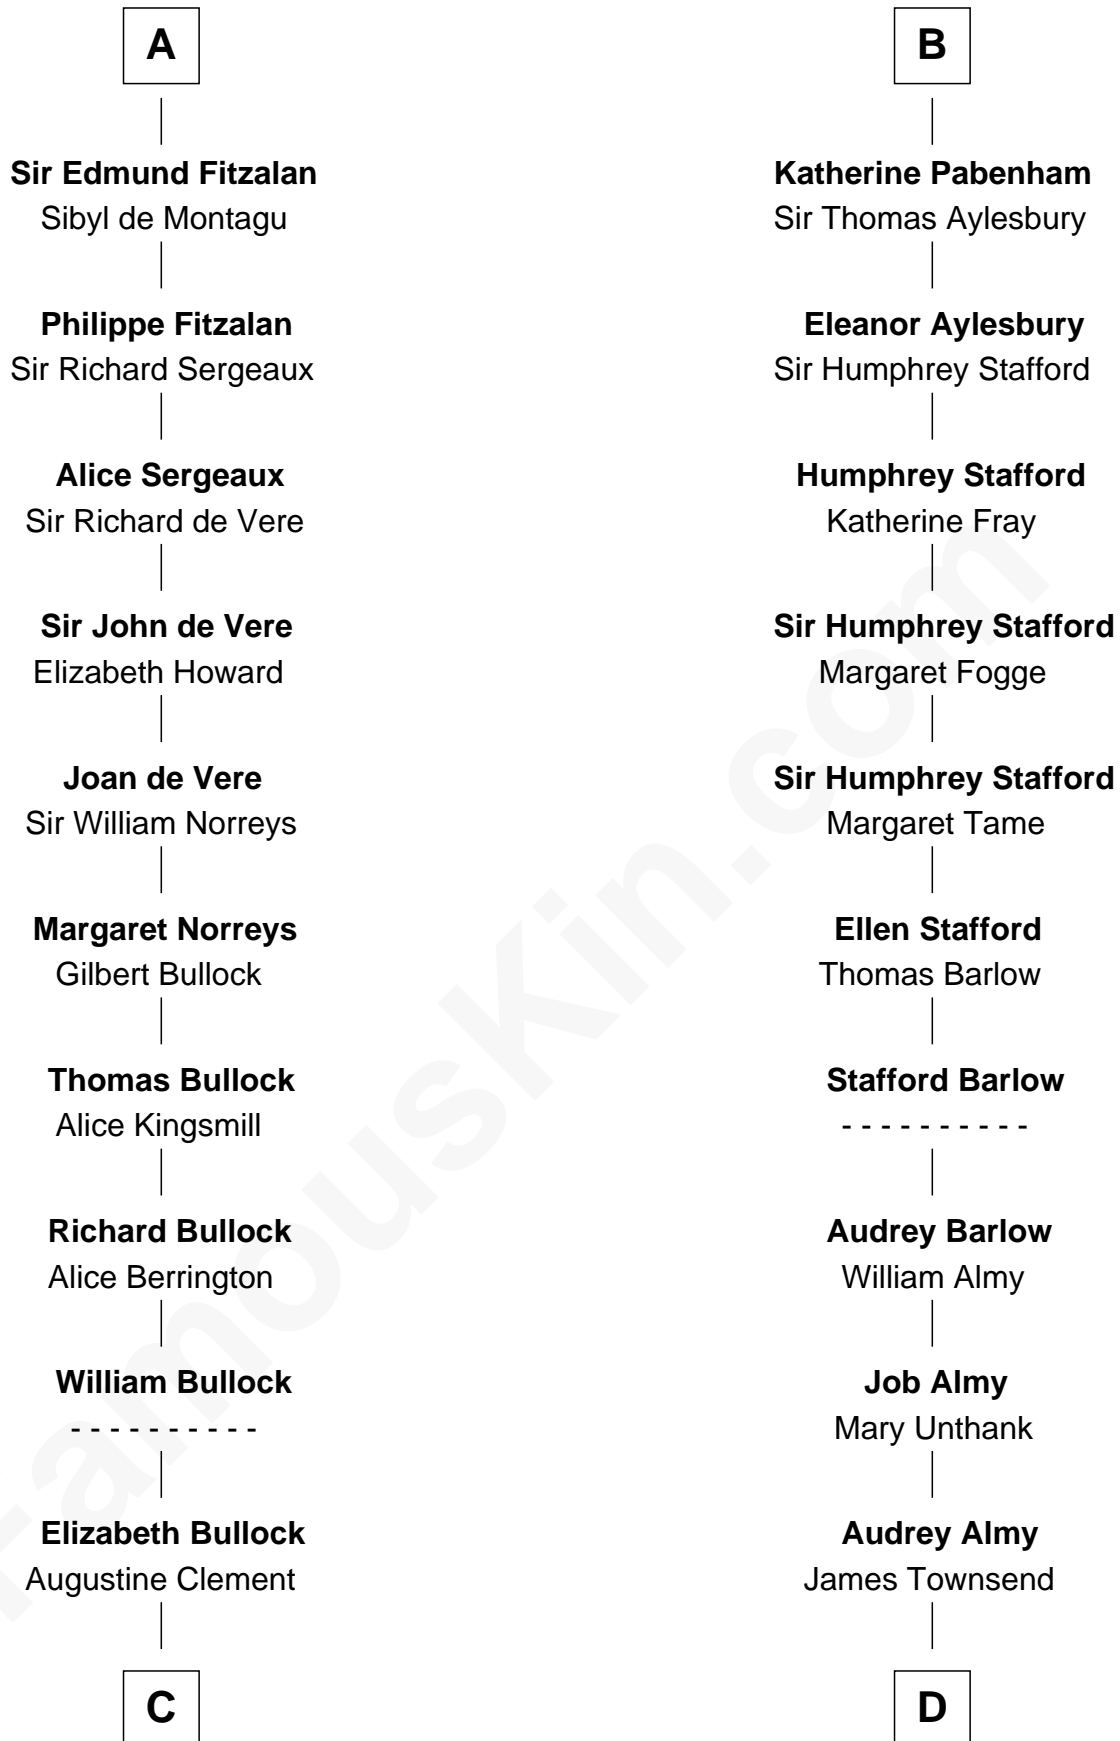 A
Sir Edmund Fitzalan
Sibyl de Montagu
Philippe Fitzalan
Sir Richard Sergeaux
Alice Sergeaux
Sir Richard de Vere
Sir John de Vere
Elizabeth Howard
Joan de Vere
Sir William Norreys
Margaret Norreys
Gilbert Bullock
Thomas Bullock
Alice Kingsmill
Richard Bullock
Alice Berrington
William Bullock
- - - - - - - - - -
Elizabeth Bullock
Augustine Clement
C
B
Katherine Pabenham
Sir Thomas Aylesbury
Eleanor Aylesbury
Sir Humphrey Stafford
Humphrey Stafford
Katherine Fray
Sir Humphrey Stafford
Margaret Fogge
Sir Humphrey Stafford
Margaret Tame
Ellen Stafford
Thomas Barlow
Stafford Barlow
- - - - - - - - - -
Audrey Barlow
William Almy
Job Almy
Mary Unthank
Audrey Almy
James Townsend
D
FamousKin.com